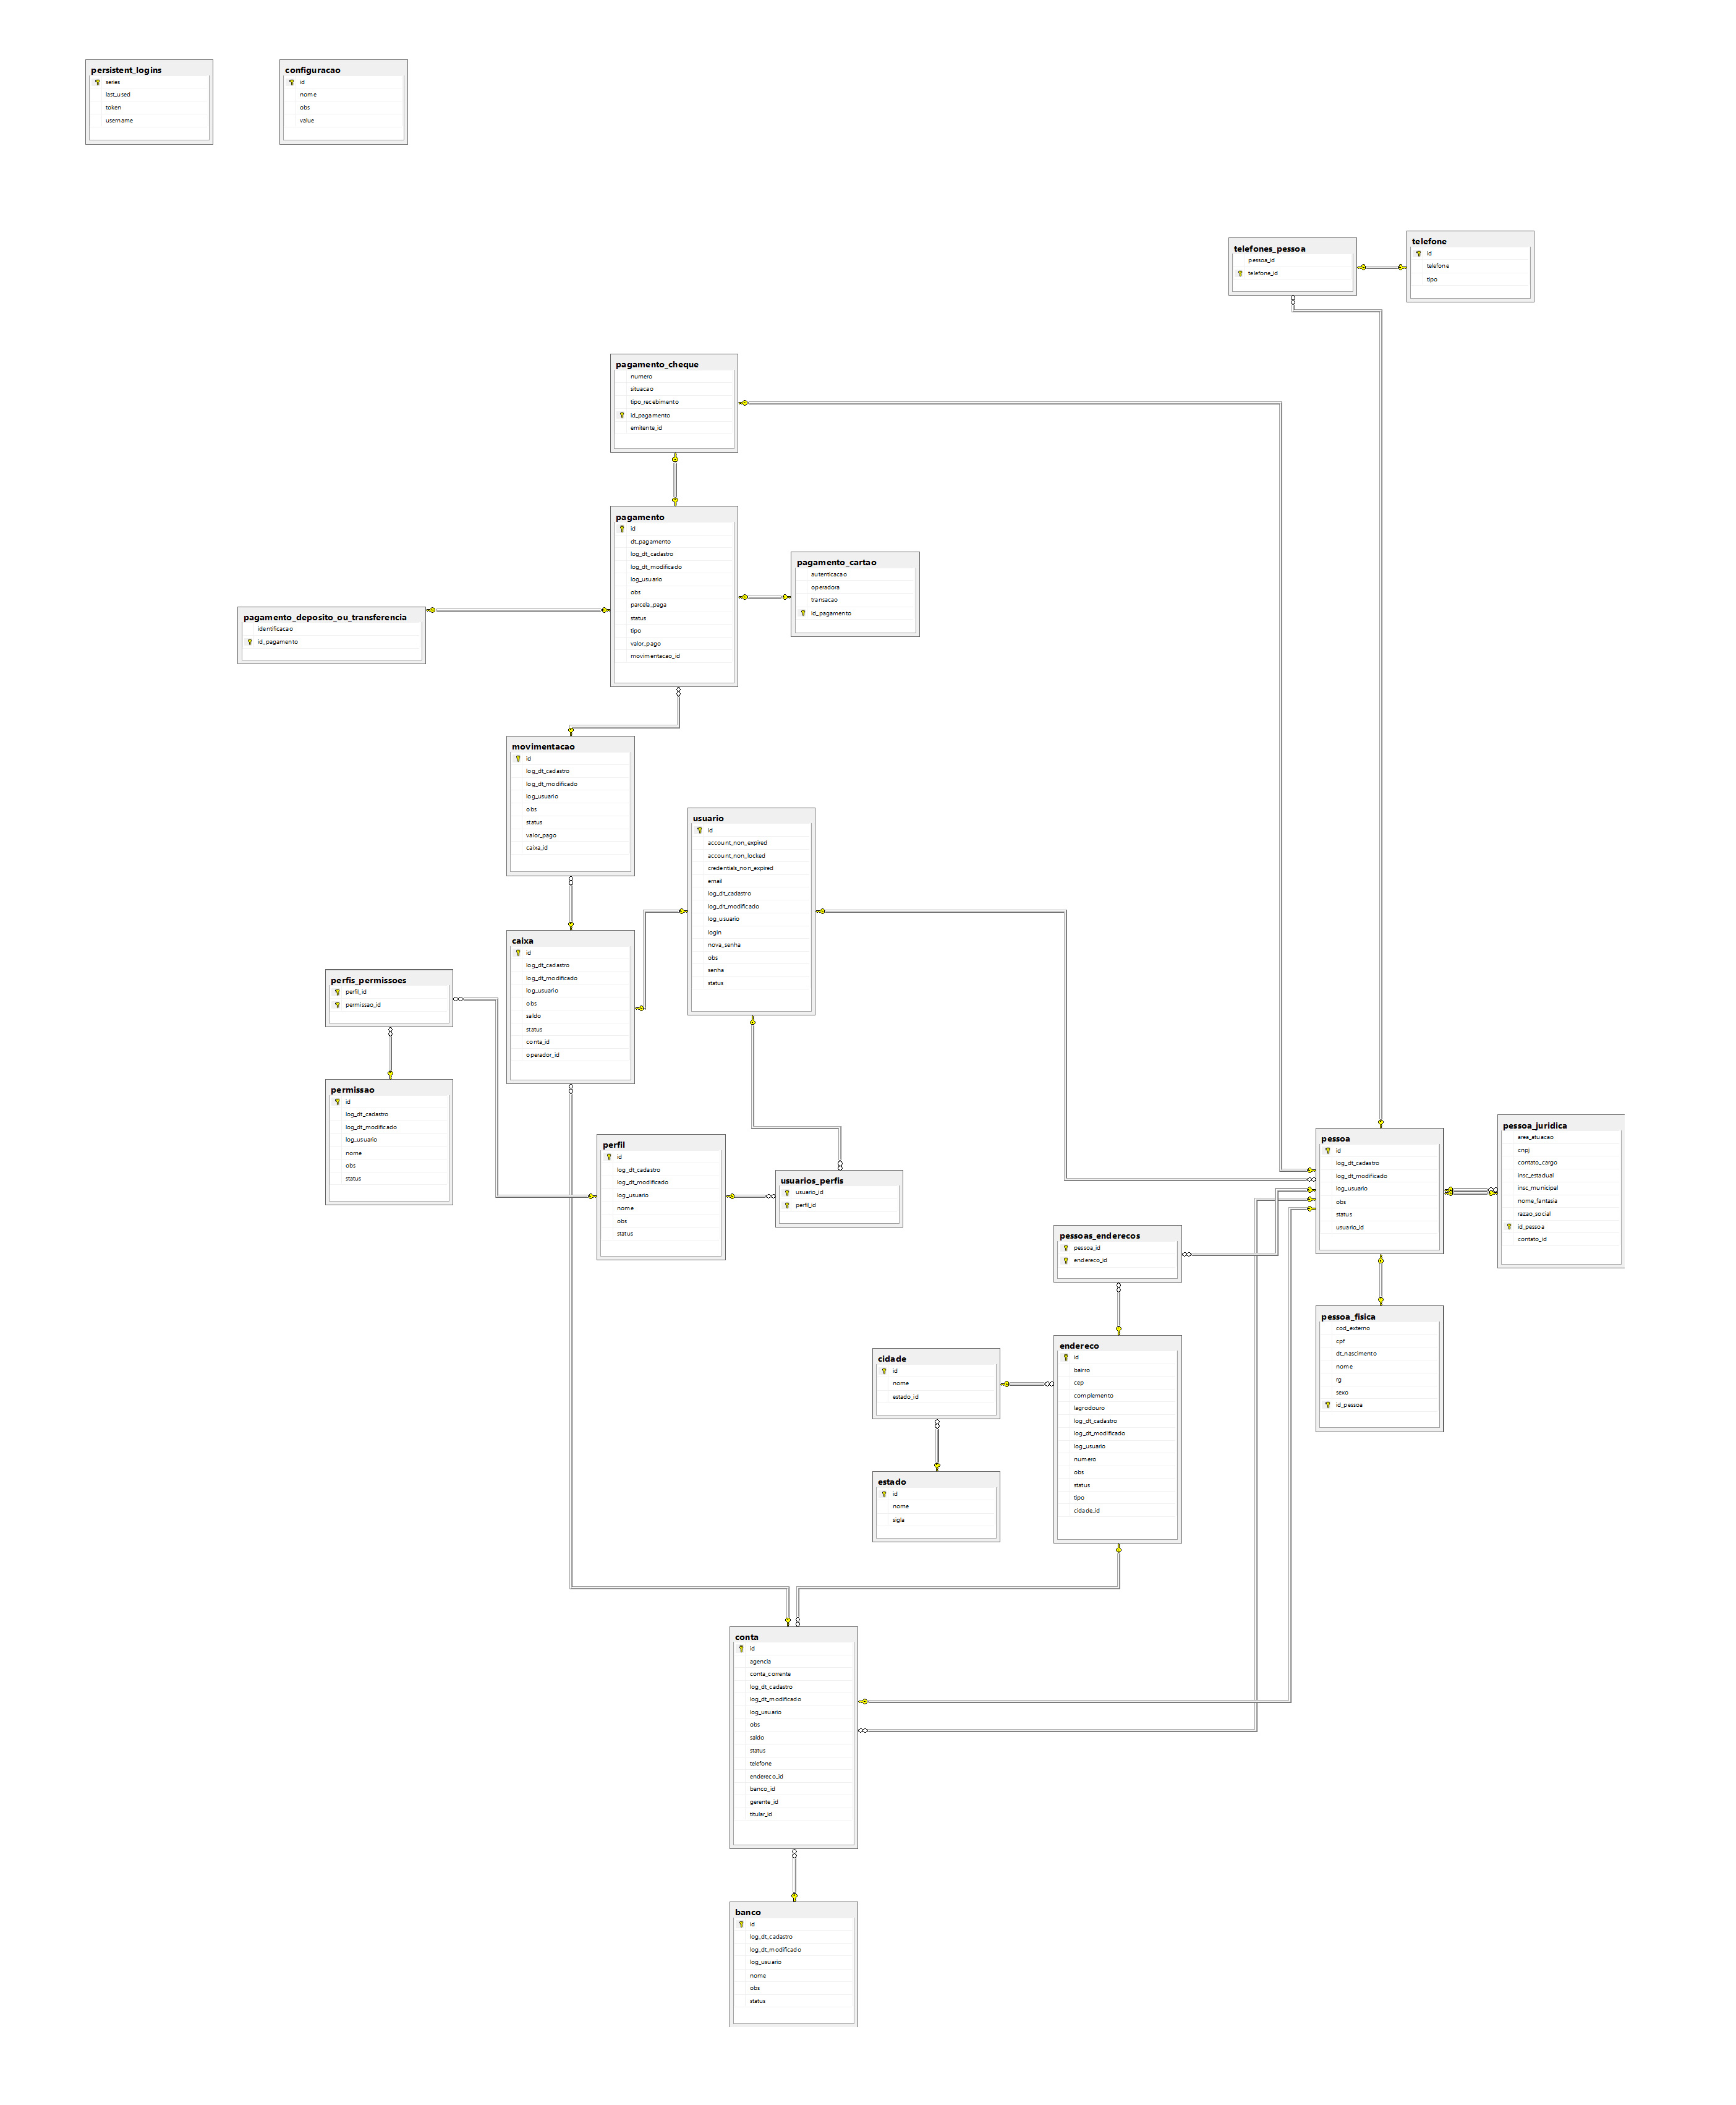 persistent_logins
series
last_used
token
username
configuracao
id
nome
obs
value
telefones_pessoa
pessoa_id
telefone_id
telefone
id
telefone
tipo
pagamento_cheque
numero
situacao
tipo_recebimento
id_pagamento
emitente_id
pagamento
id
dt_pagamento
log_dt_cadastro
log_dt_modificado
log_usuario
obs
parcela_paga
status
tipo
valor_pago
movimentacao_id
pagamento_cartao
autenticacao
operadora
transacao
id_pagamento
pagamento_deposito_ou_transferencia
identificacao
id_pagamento
movimentacao
id
log_dt_cadastro
log_dt_modificado
log_usuario
obs
status
valor_pago
caixa_id
usuario
id
account_non_expired
account_non_locked
credentials_non_expired
email
log_dt_cadastro
log_dt_modificado
log_usuario
login
nova_senha
obs
senha
status
caixa
id
log_dt_cadastro
log_dt_modificado
log_usuario
obs
saldo
status
conta_id
operador_id
perfis_permissoes
perfil_id
permissao_id
permissao
id
log_dt_cadastro
log_dt_modificado
log_usuario
nome
obs
status
perfil
id
log_dt_cadastro
log_dt_modificado
log_usuario
nome
obs
status
usuarios_perfis
usuario_id
perfil_id
pessoa
id
log_dt_cadastro
log_dt_modificado
log_usuario
obs
status
usuario_id
pessoa_juridica
area_atuacao
cnpj
contato_cargo
insc_estadual
insc_municipal
nome_fantasia
razao_social
id_pessoa
contato_id
pessoas_enderecos
pessoa_id
endereco_id
pessoa_fisica
cod_externo
cpf
dt_nascimento
nome
rg
sexo
id_pessoa
endereco
id
bairro
cep
complemento
lagrodouro
log_dt_cadastro
log_dt_modificado
log_usuario
numero
obs
status
tipo
cidade_id
cidade
id
nome
estado_id
estado
id
nome
sigla
conta
id
agencia
conta_corrente
log_dt_cadastro
log_dt_modificado
log_usuario
obs
saldo
status
telefone
endereco_id
banco_id
gerente_id
titular_id
banco
id
log_dt_cadastro
log_dt_modificado
log_usuario
nome
obs
status